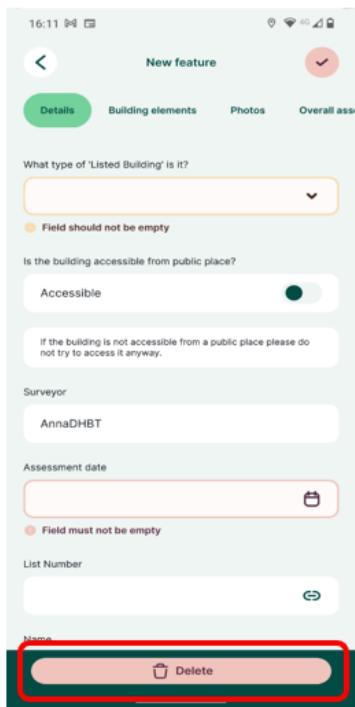 16:11
4G
New feature
Details Building elements Photos Overall ass
What type of 'Listed Building' is it?
Field should not be empty
Is the building accessible from public place?
Accessible
If the building is not accessible from a public place please do
not try to access it anyway.
Surveyor
AnnaDHBT
Assessment date
Field must not be empty
List Number
Name
Delete